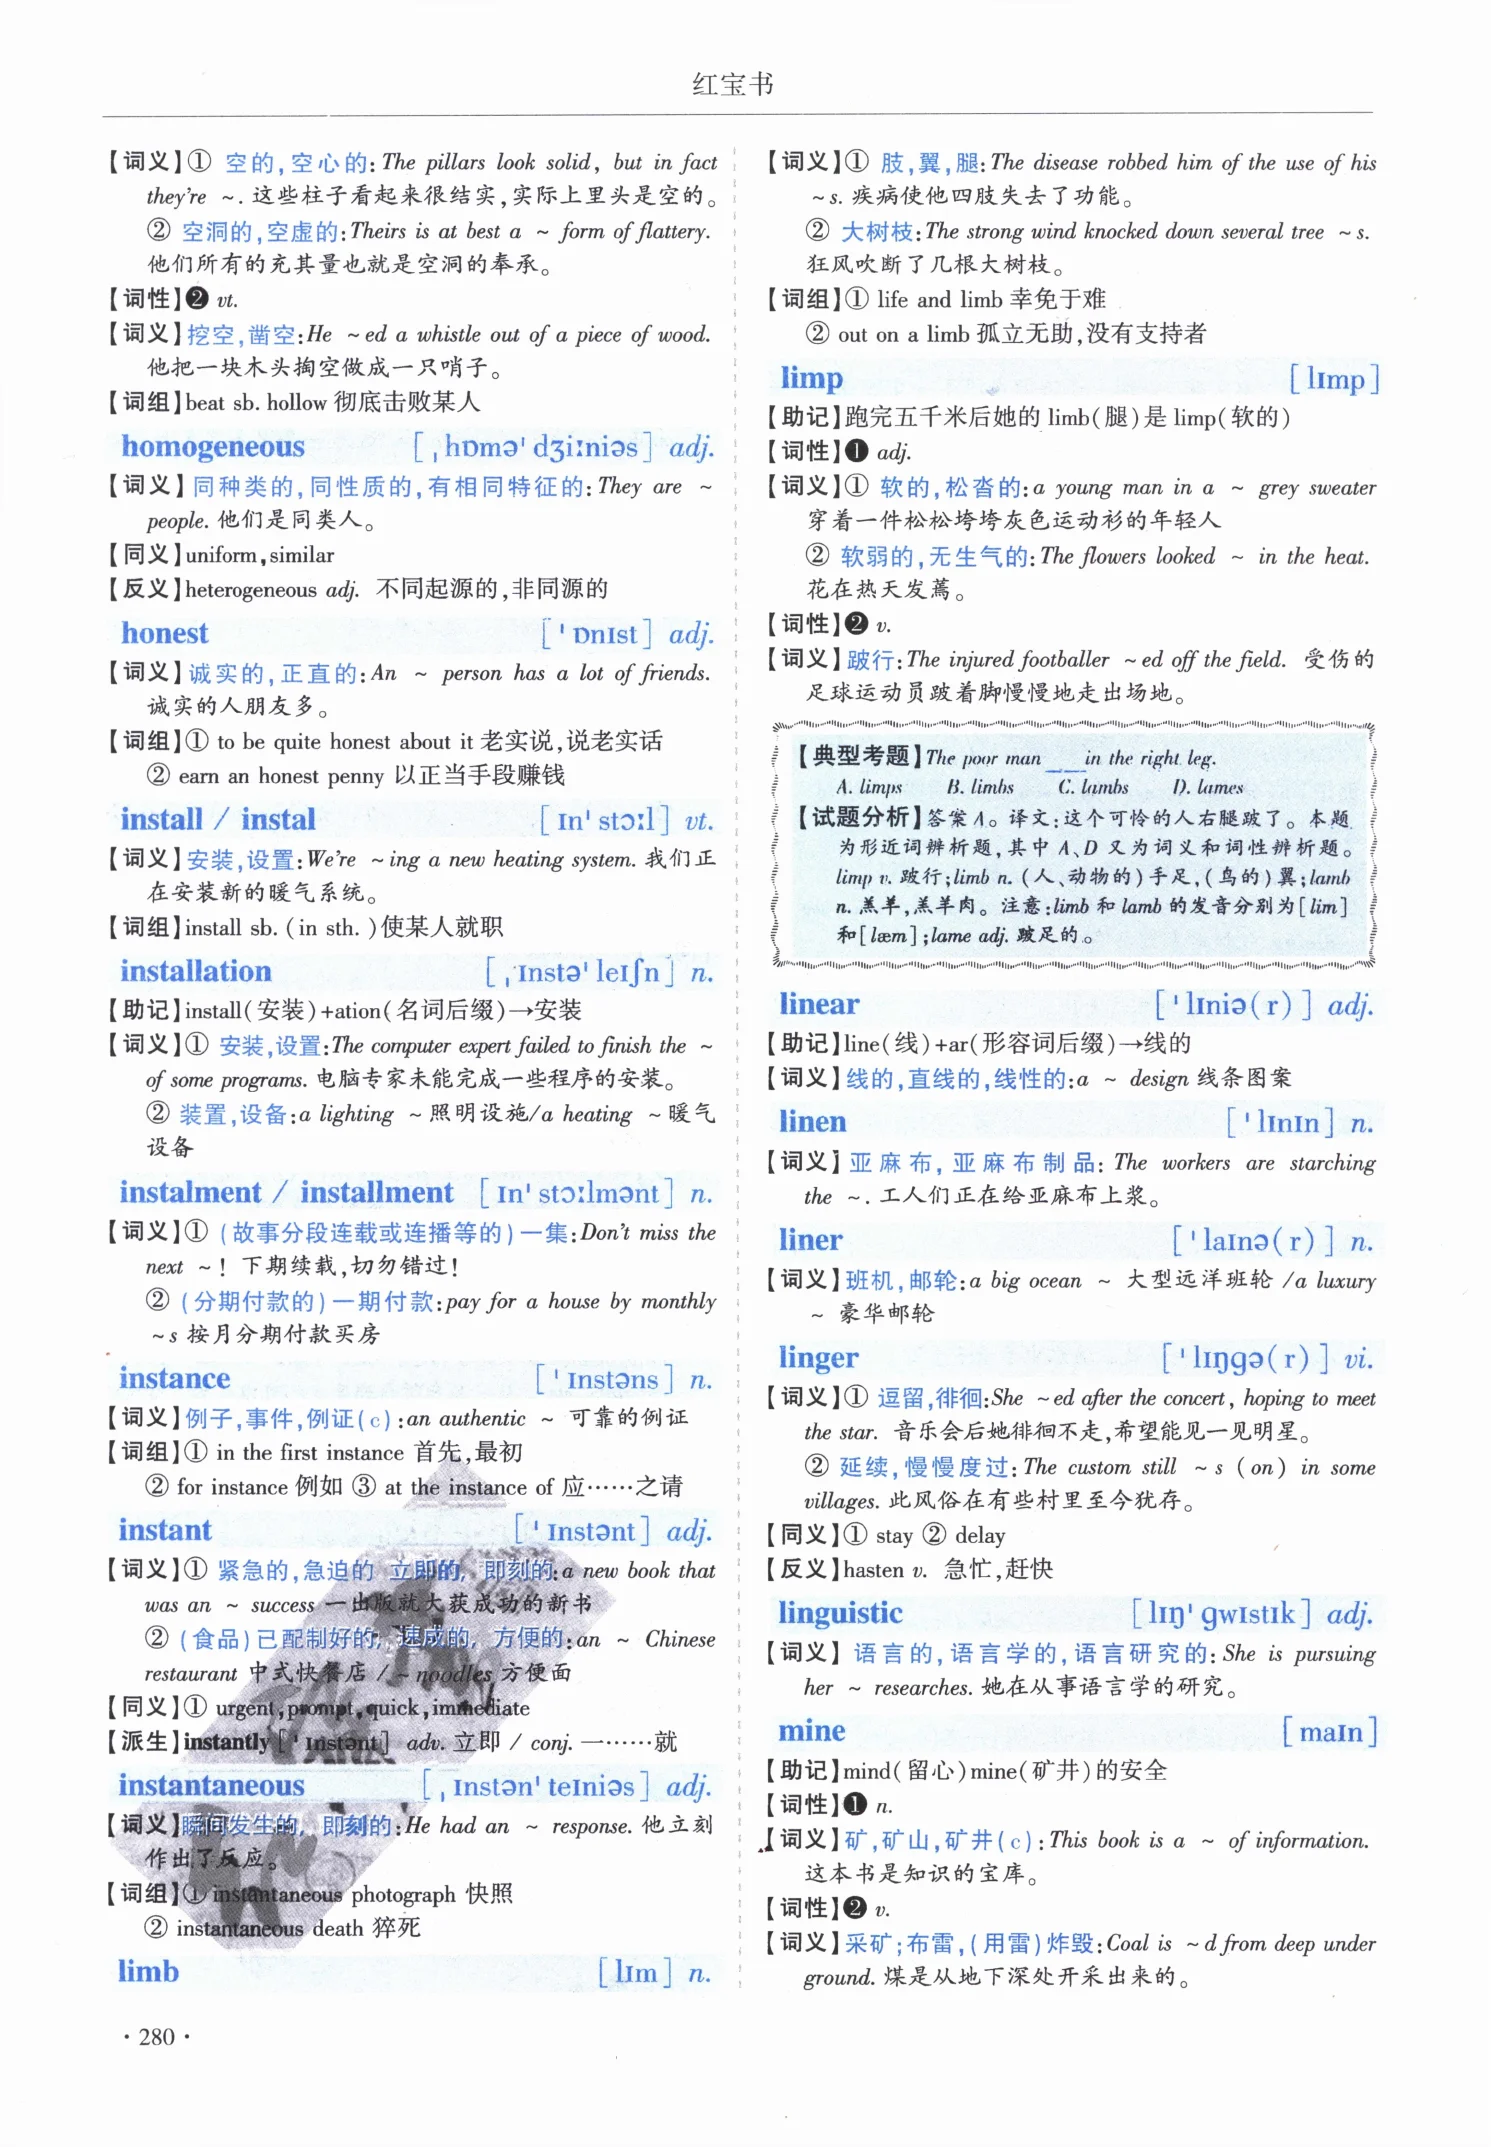 红宝书
【词义】① 空的,空心的:The pillars look solid, but in fact
they're ~. 这些柱子看起来很结实,实际上里头是空的。
② 空洞的,空虚的:Theirs is at best a ~ form of flattery.
他们所有的充其量也就是空洞的奉承。
【词性】❷ vt.
【词义】挖空,凿空:He ~ed a whistle out of a piece of wood.
他把一块木头掏空做成一只哨子。
【词组】beat sb. hollow 彻底击败某人
homogeneous [ˌhɒməˈdʒiːniəs] adj.
【词义】同种类的,同性质的,有相同特征的:They are ~
people. 他们是同类人。
【同义】uniform,similar
【反义】heterogeneous adj. 不同起源的,非同源的
honest [ˈɒnɪst] adj.
【词义】诚实的,正直的:An ~ person has a lot of friends.
诚实的人朋友多。
【词组】① to be quite honest about it 老实说,说老实话
② earn an honest penny 以正当手段赚钱
install / instal [ɪnˈstɔːl] vt.
【词义】安装,设置:We're ~ing a new heating system. 我们正
在安装新的暖气系统。
【词组】install sb. (in sth.)使某人就职
installation [ˌɪnstəˈleɪʃn] n.
【助记】install(安装)+ation(名词后缀)→安装
【词义】① 安装,设置:The computer expert failed to finish the ~
of some programs. 电脑专家未能完成一些程序的安装。
② 装置,设备:a lighting ~ 照明设施/a heating ~ 暖气
设备
instalment / installment [ɪnˈstɔːlmənt] n.
【词义】① (故事分段连载或连播等的)一集:Don't miss the
next ~! 下期续载,切勿错过!
② (分期付款的)一期付款:pay for a house by monthly
~s 按月分期付款买房
instance [ˈɪnstəns] n.
【词义】例子,事件,例证(c):an authentic ~ 可靠的例证
【词组】① in the first instance 首先,最初
② for instance 例如 ③ at the instance of 应……之请
instant [ˈɪnstənt] adj.
【词义】① 紧急的,急迫的 立即的, 即刻的:a new book that
was an ~ success 一出版就大获成功的新书
② (食品)已配制好的, 速成的, 方便的:an ~ Chinese
restaurant 中式快餐店 / ~ noodles 方便面
【同义】① urgent,prompt,quick,immediate
【派生】instantly[ˈɪnstənt] adv. 立即 / conj. 一……就
instantaneous [ˌɪnstənˈteɪniəs] adj.
【词义】瞬间发生的, 即刻的:He had an ~ response. 他立刻
作出了反应。
【词组】① instantaneous photograph 快照
② instantaneous death 猝死
limb [lɪm] n.
【词义】① 肢,翼,腿:The disease robbed him of the use of his
~s. 疾病使他四肢失去了功能。
② 大树枝:The strong wind knocked down several tree ~s.
狂风吹断了几根大树枝。
【词组】① life and limb 幸免于难
② out on a limb 孤立无助,没有支持者
limp [lɪmp]
【助记】跑完五千米后她的 limb(腿)是 limp(软的)
【词性】❶ adj.
【词义】① 软的,松沓的:a young man in a ~ grey sweater
穿着一件松松垮垮灰色运动衫的年轻人
② 软弱的,无生气的:The flowers looked ~ in the heat.
花在热天发蔫。
【词性】❷ v.
【词义】跛行:The injured footballer ~ed off the field. 受伤的
足球运动员跛着脚慢慢地走出场地。
【典型考题】The poor man ___ in the right leg.
A. limps B. limbs C. lambs D. lames
【试题分析】答案 A。译文:这个可怜的人右腿跛了。本题
为形近词辨析题,其中 A、D 又为词义和词性辨析题。
limp v. 跛行;limb n. (人、动物的)手足,(鸟的)翼;lamb
n. 羔羊,羔羊肉。注意:limb 和 lamb 的发音分别为[lim]
和[læm];lame adj. 跛足的。
linear [ˈlɪniə(r)] adj.
【助记】line(线)+ar(形容词后缀)→线的
【词义】线的,直线的,线性的:a ~ design 线条图案
linen [ˈlɪnɪn] n.
【词义】亚麻布,亚麻布制品: The workers are starching
the ~. 工人们正在给亚麻布上浆。
liner [ˈlaɪnə(r)] n.
【词义】班机,邮轮:a big ocean ~ 大型远洋班轮 /a luxury
~ 豪华邮轮
linger [ˈlɪŋgə(r)] vi.
【词义】① 逗留,徘徊:She ~ed after the concert, hoping to meet
the star. 音乐会后她徘徊不走,希望能见一见明星。
② 延续,慢慢度过:The custom still ~s (on) in some
villages. 此风俗在有些村里至今犹存。
【同义】① stay ② delay
【反义】hasten v. 急忙,赶快
linguistic [lɪŋˈgwɪstɪk] adj.
【词义】语言的,语言学的,语言研究的: She is pursuing
her ~ researches. 她在从事语言学的研究。
mine [maɪn]
【助记】mind(留心)mine(矿井)的安全
【词性】❶ n.
【词义】矿,矿山,矿井(c):This book is a ~ of information.
这本书是知识的宝库。
【词性】❷ v.
【词义】采矿;布雷,(用雷)炸毁:Coal is ~d from deep under
ground. 煤是从地下深处开采出来的。
· 280 ·